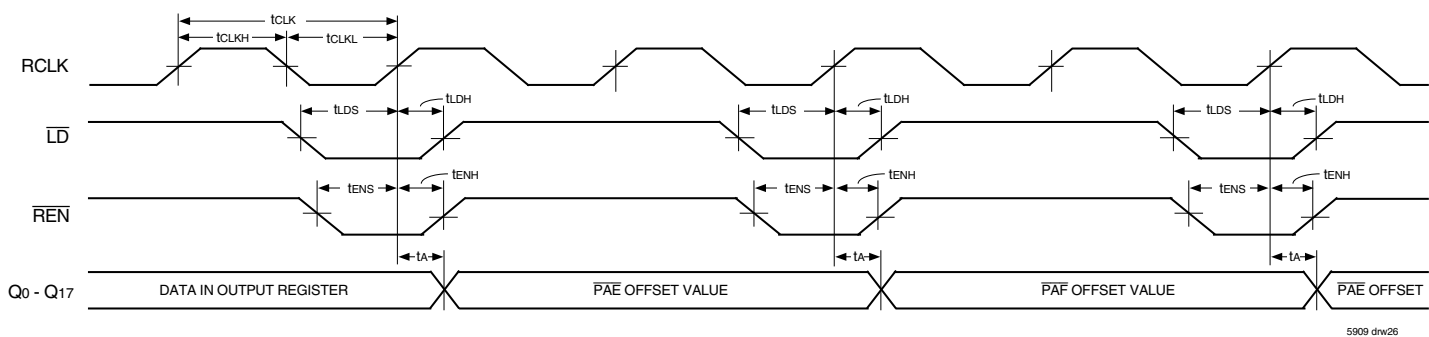 tCLK
tCLKH tCLKL
RCLK
tLDS tLDH tLDS tLDH tLDS tLDH
LD
tENS tENH tENS tENH tENS tENH
REN
tA tA tA
Q0 - Q17 DATA IN OUTPUT REGISTER PAE OFFSET VALUE PAF OFFSET VALUE PAE OFFSET
5909 drw26